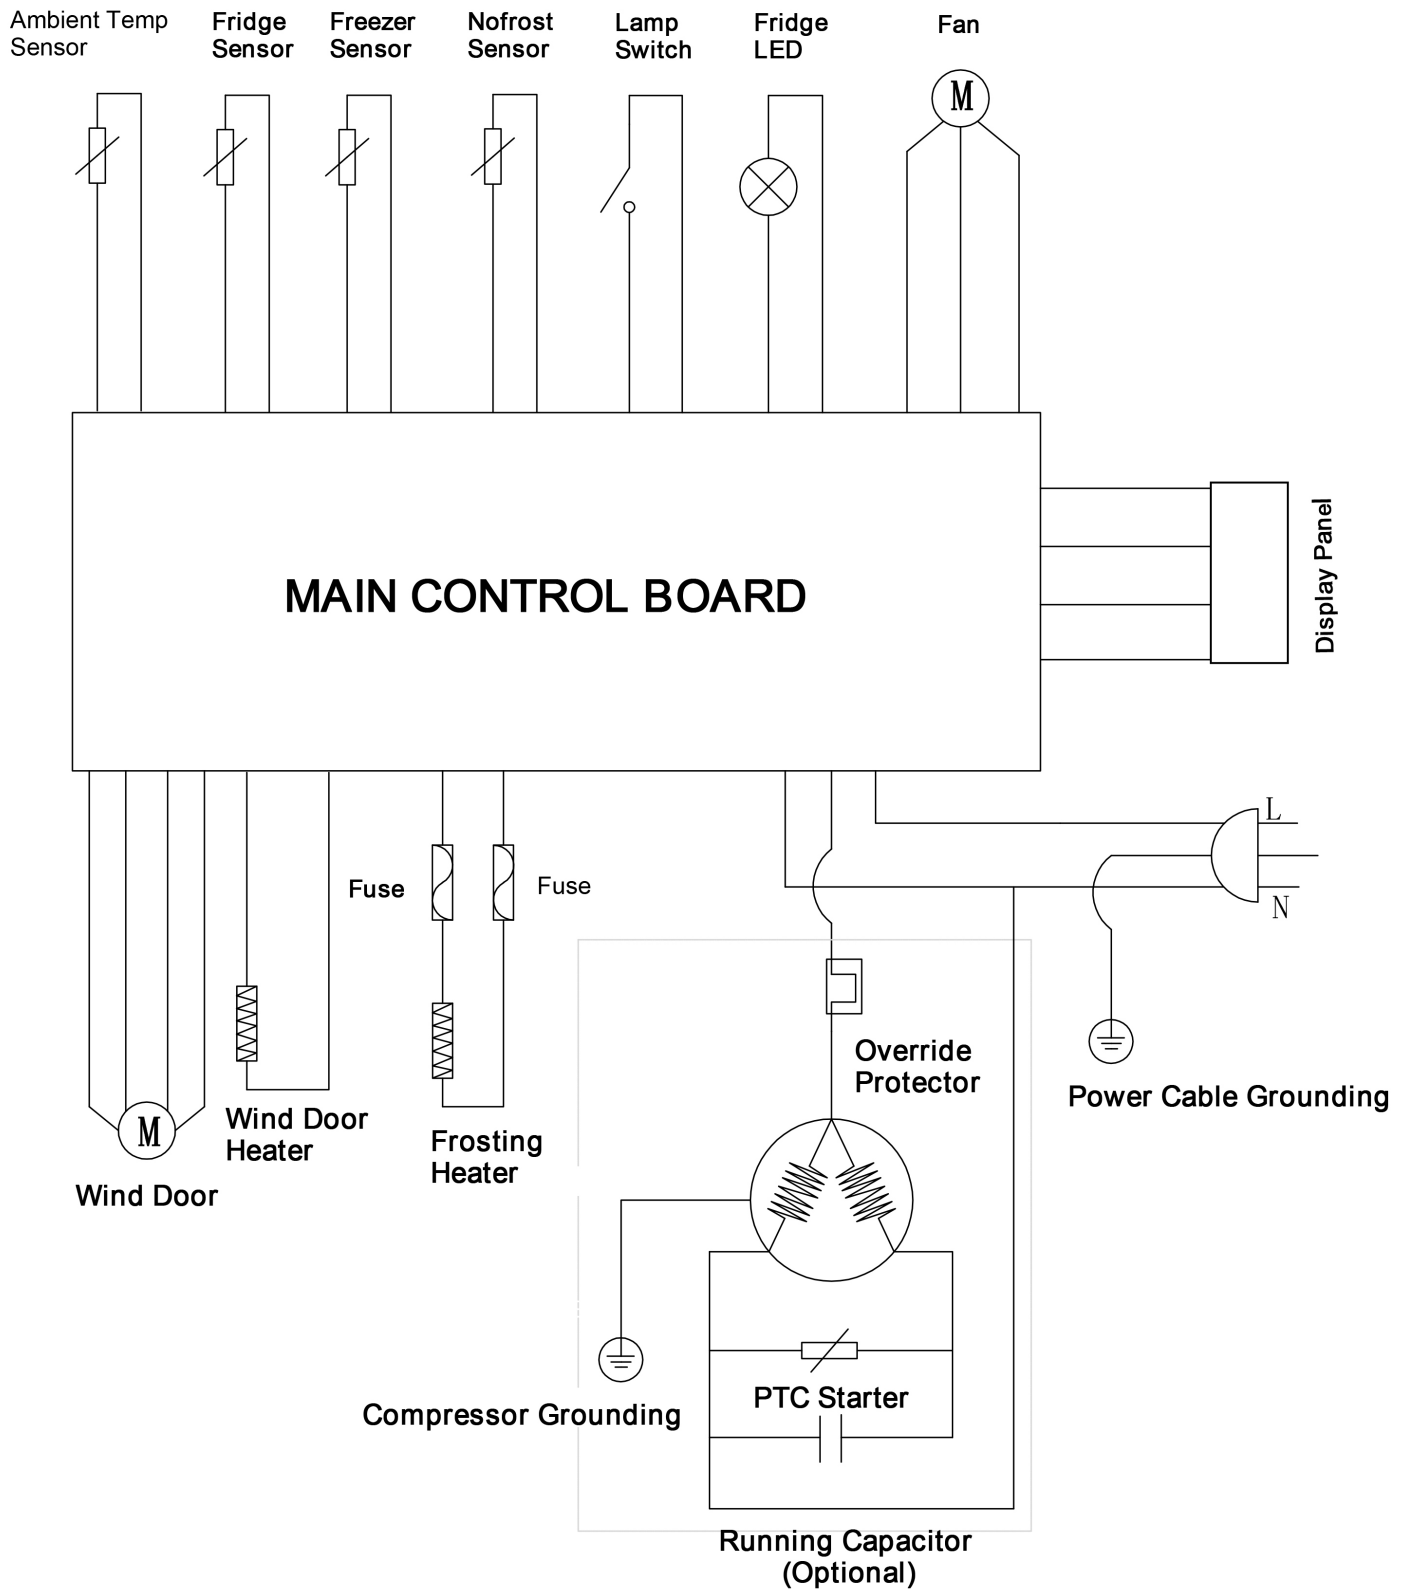 Ambient Temp
Sensor
Fridge
Sensor
Freezer
Sensor
Nofrost
Sensor
Lamp
Switch
Fridge
LED
Fan
M
MAIN CONTROL BOARD
Display Panel
L
N
Fuse
Fuse
Override
Protector
Power Cable Grounding
M
Wind Door
Wind Door
Heater
Frosting
Heater
Compressor Grounding
PTC Starter
Running Capacitor
(Optional)